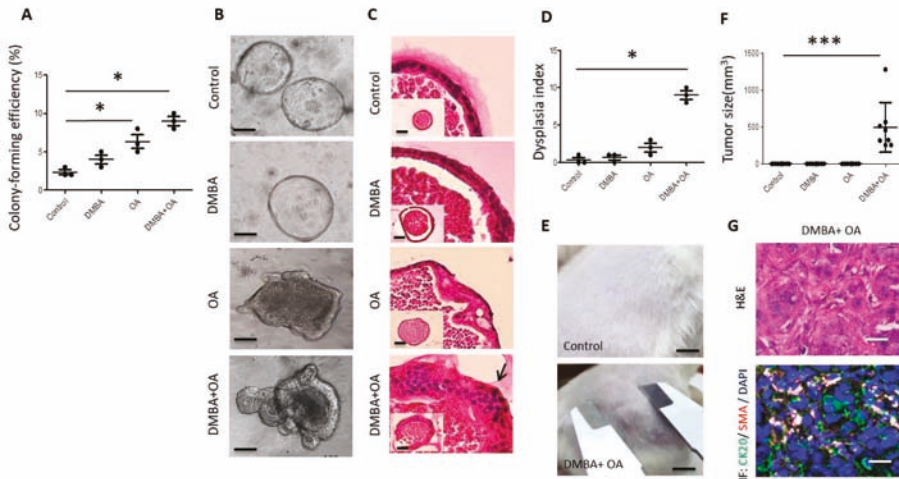 A
Colony-forming efficiency (%)
*
*
15
10
5
0
Control
DMBA
OA
DMBA+OA
B
Control
DMBA
OA
DMBA+OA
C
Control
DMBA
OA
DMBA+OA
D
Dysplasia index
*
15
10
5
0
Control
DMBA
OA
DMBA+OA
E
Control
DMBA+ OA
F
Tumor size(mm³)
***
1500
1000
500
0
Control
DMBA
OA
DMBA+OA
G
DMBA+ OA
H&E
IF: CK20/ SMA / DAPI